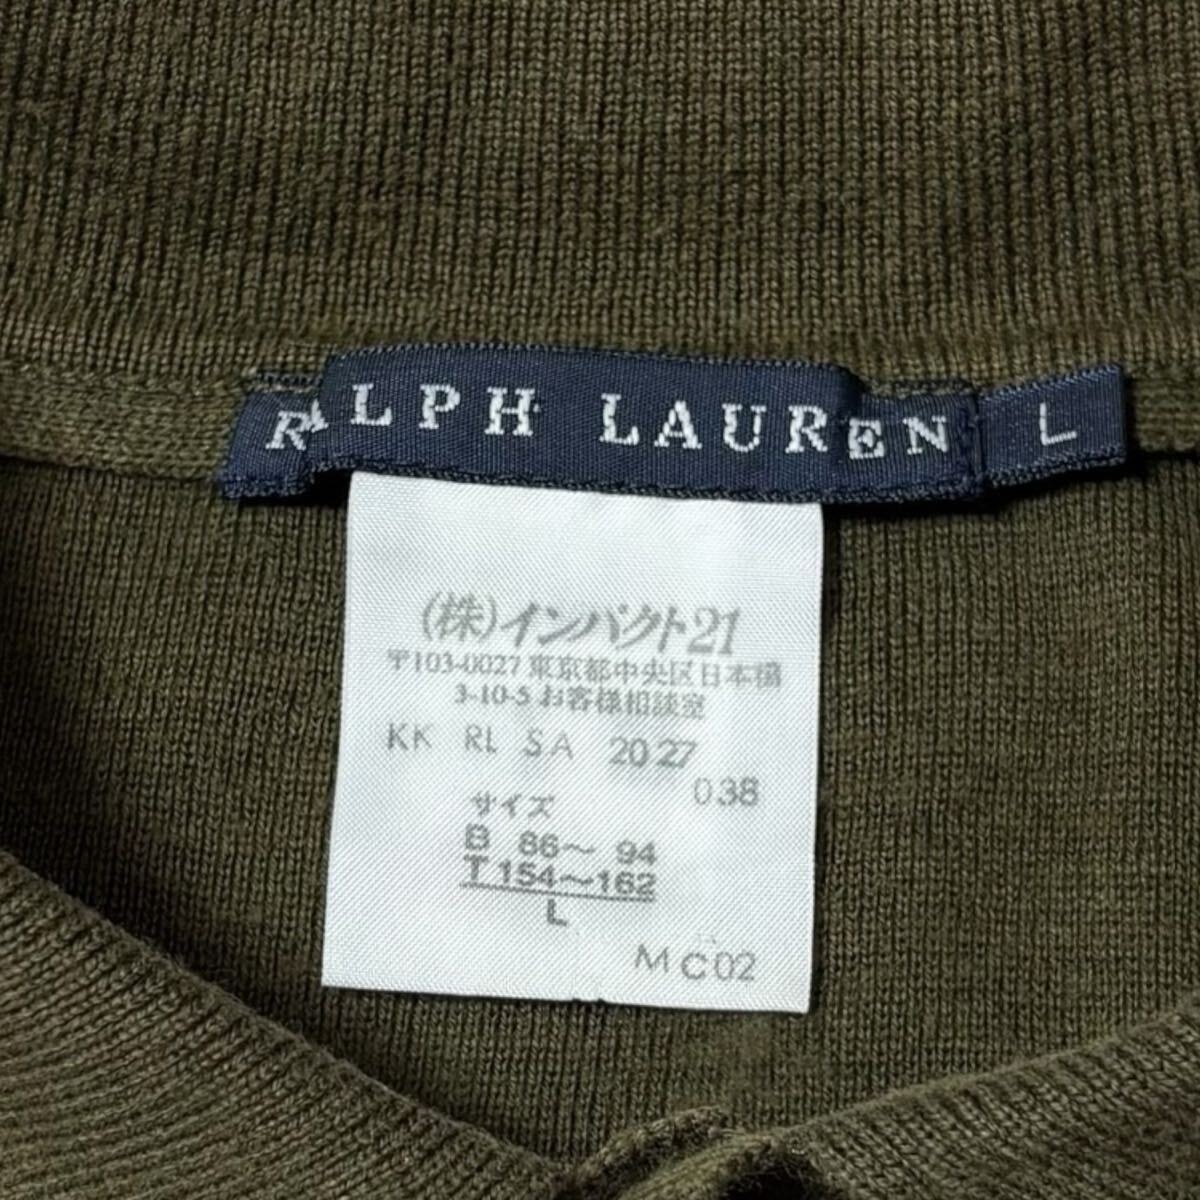 RALPH LAUREN L
(株)インパクト21
〒103-0027 東京都中央区日本橋
3-10-5 お客様相談室
KK RL SA 2027
038
サイズ
B 86～94
T 154～162
L
MC02